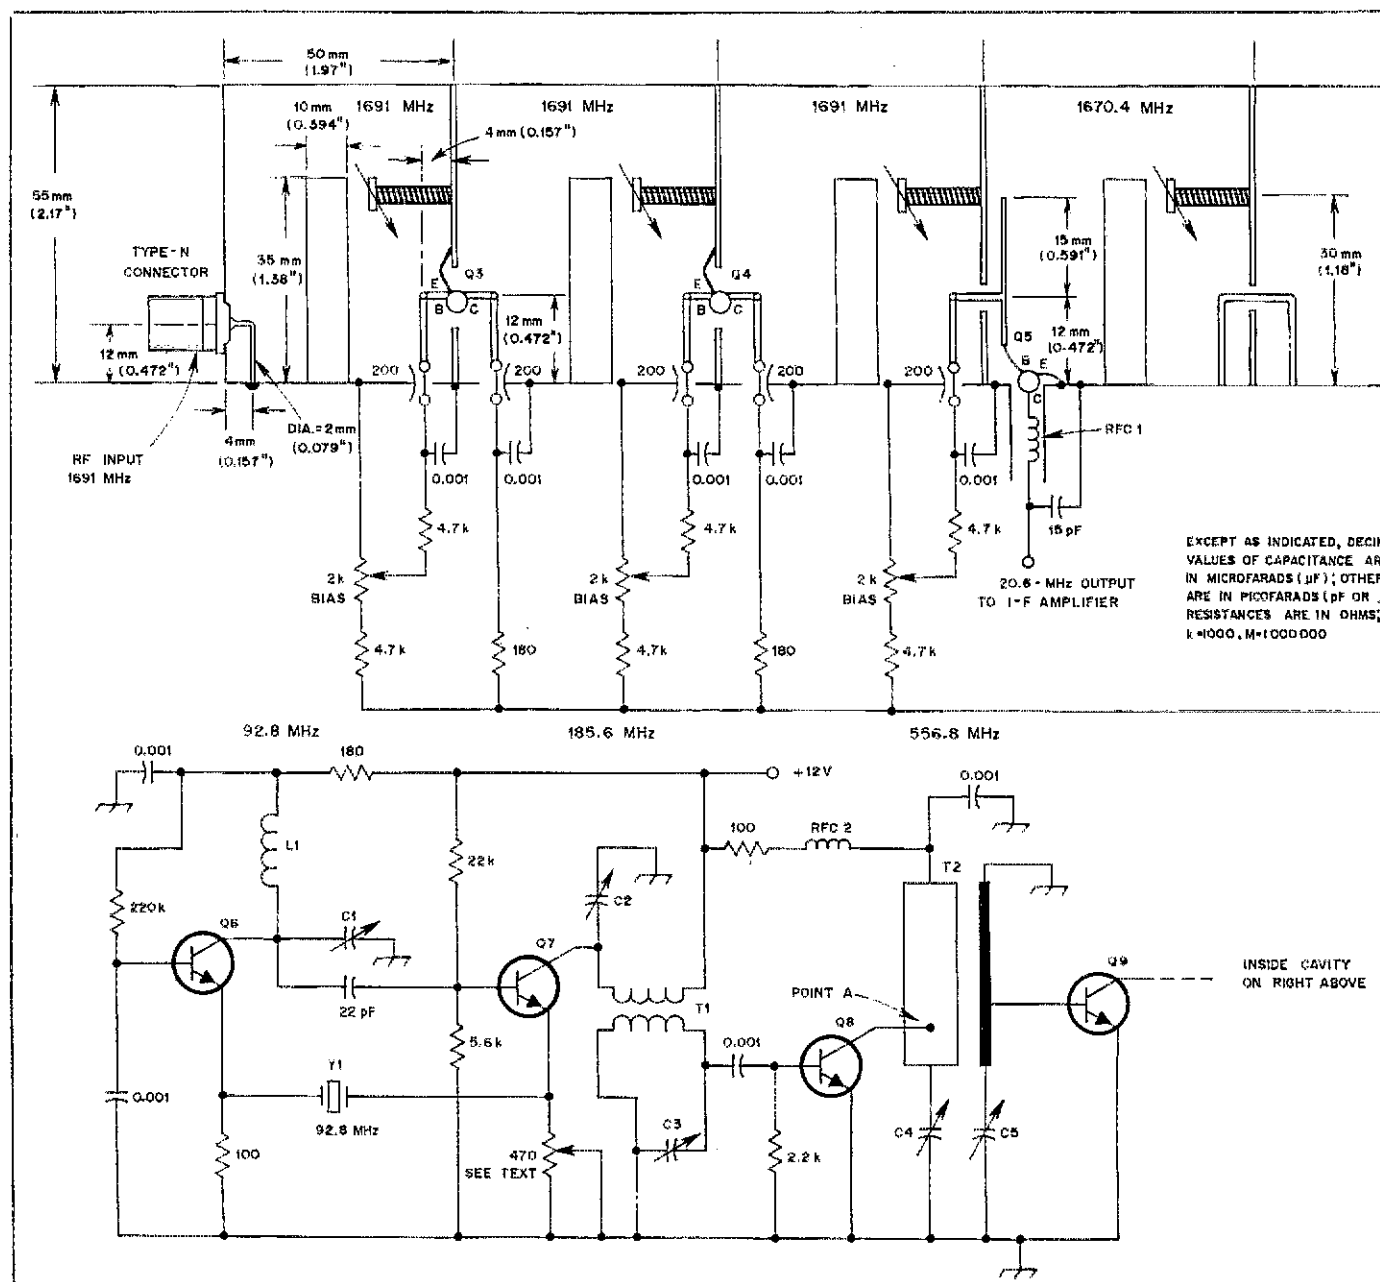 50 mm
(1.97")
10 mm
(0.394")
1691 MHz
1691 MHz
1691 MHz
1670.4 MHz
4 mm (0.157")
55 mm
(2.17")
TYPE-N
CONNECTOR
35 mm
(1.38")
E
Q3
B
C
E
Q4
B
C
15 mm
(0.591")
30 mm
(1.18")
12 mm
(0.472")
12 mm
(0.472")
Q5
B
E
C
12 mm
(0.472")
200
200
200
200
200
4mm
(0.157")
DIA.=2mm
(0.079")
RF INPUT
1691 MHz
RFC 1
0.001
0.001
0.001
0.001
0.001
4.7k
4.7k
4.7k
15 pF
2k
BIAS
2k
BIAS
2k
BIAS
20.6-MHz OUTPUT
TO I-F AMPLIFIER
EXCEPT AS INDICATED, DECI
VALUES OF CAPACITANCE AR
IN MICROFARADS (µF); OTHER
ARE IN PICOFARADS (pF OR
RESISTANCES ARE IN OHMS;
k=1000, M=1000000
4.7k
180
4.7k
180
4.7k
92.8 MHz
185.6 MHz
556.8 MHz
0.001
180
+12V
0.001
L1
22k
100
RFC 2
T2
220k
Q6
C1
C2
Q7
Q9
INSIDE CAVITY
ON RIGHT ABOVE
22 pF
T1
POINT A
Q8
5.6k
0.001
Y1
0.001
92.8 MHz
C3
C4
C5
100
470
SEE TEXT
2.2k